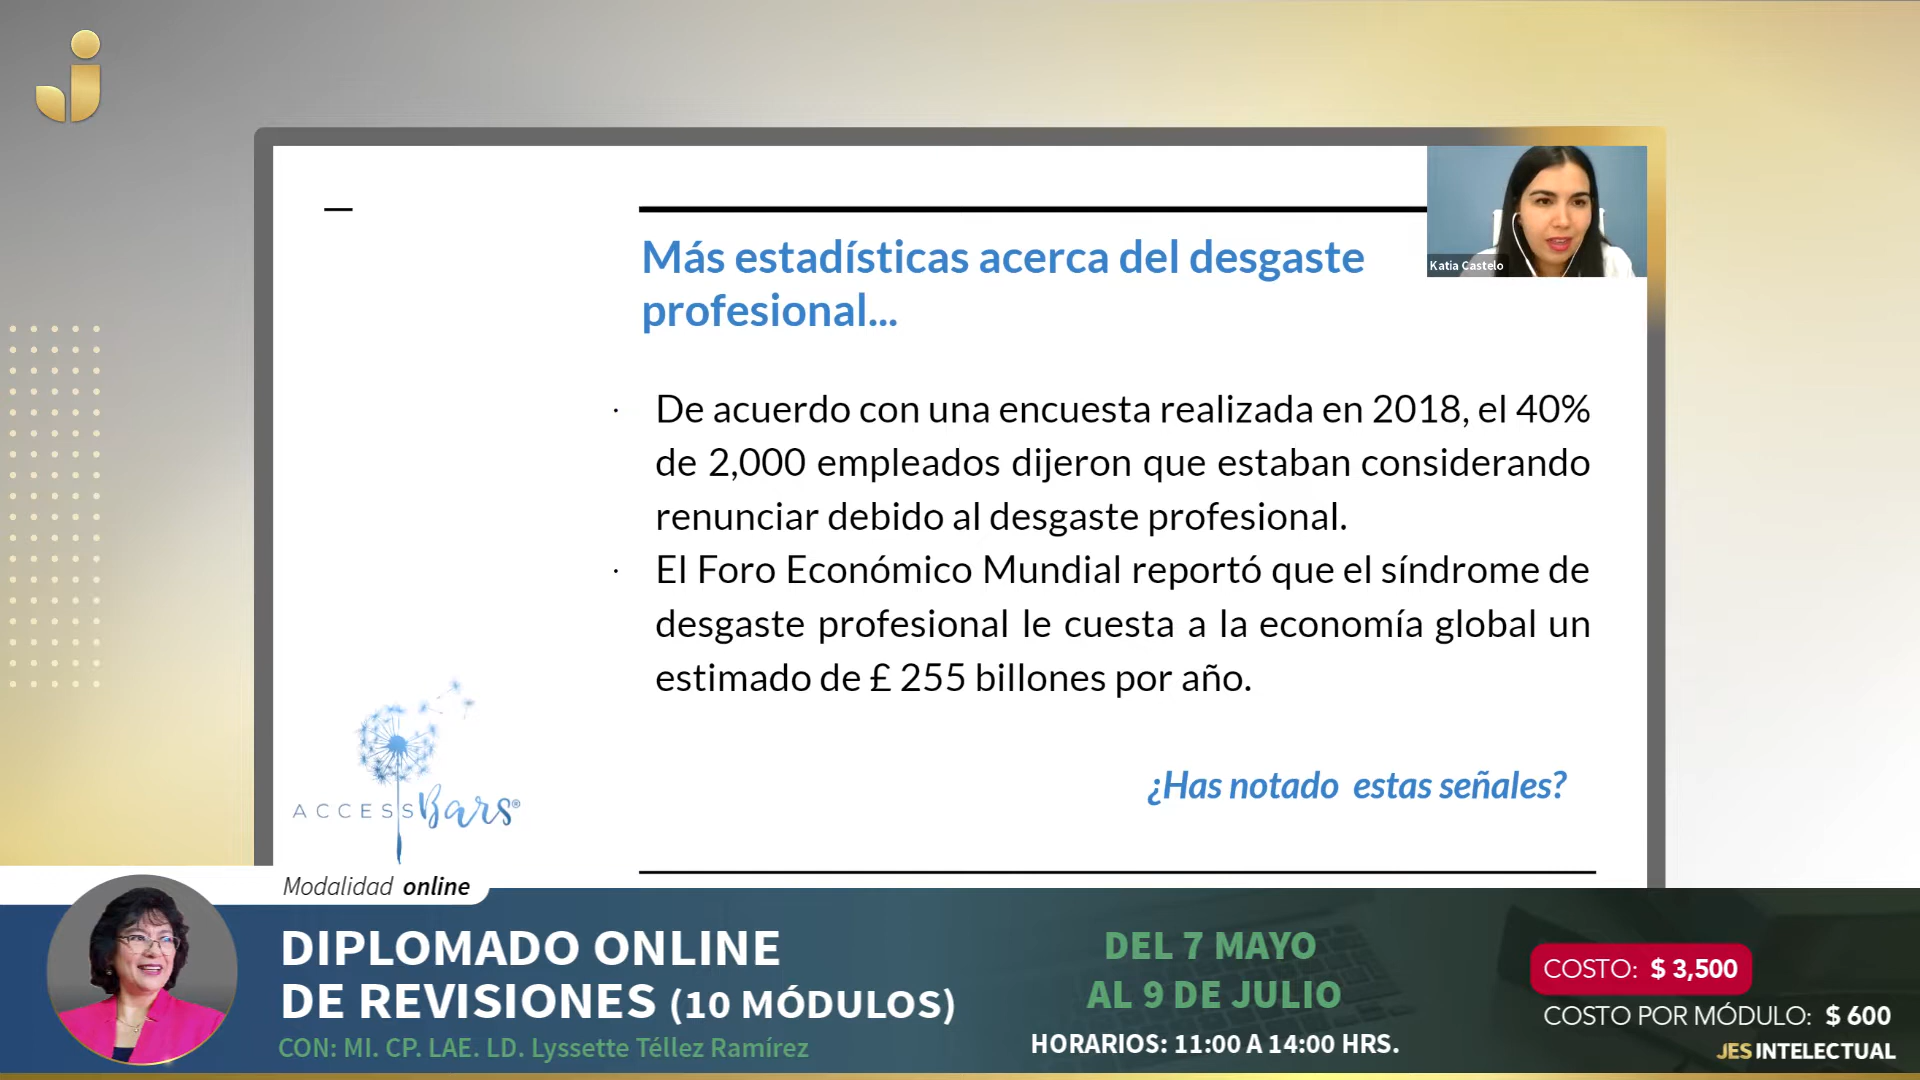 Más estadísticas acerca del desgaste
profesional...
Katia Castelo
· De acuerdo con una encuesta realizada en 2018, el 40%
de 2,000 empleados dijeron que estaban considerando
renunciar debido al desgaste profesional.
· El Foro Económico Mundial reportó que el síndrome de
desgaste profesional le cuesta a la economía global un
estimado de £ 255 billones por año.
¿Has notado estas señales?
ACCESS Bars®
Modalidad online
DIPLOMADO ONLINE
DE REVISIONES (10 MÓDULOS)
CON: MI. CP. LAE. LD. Lyssette Téllez Ramírez
DEL 7 MAYO
AL 9 DE JULIO
HORARIOS: 11:00 A 14:00 HRS.
COSTO: $ 3,500
COSTO POR MÓDULO: $ 600
JES INTELECTUAL